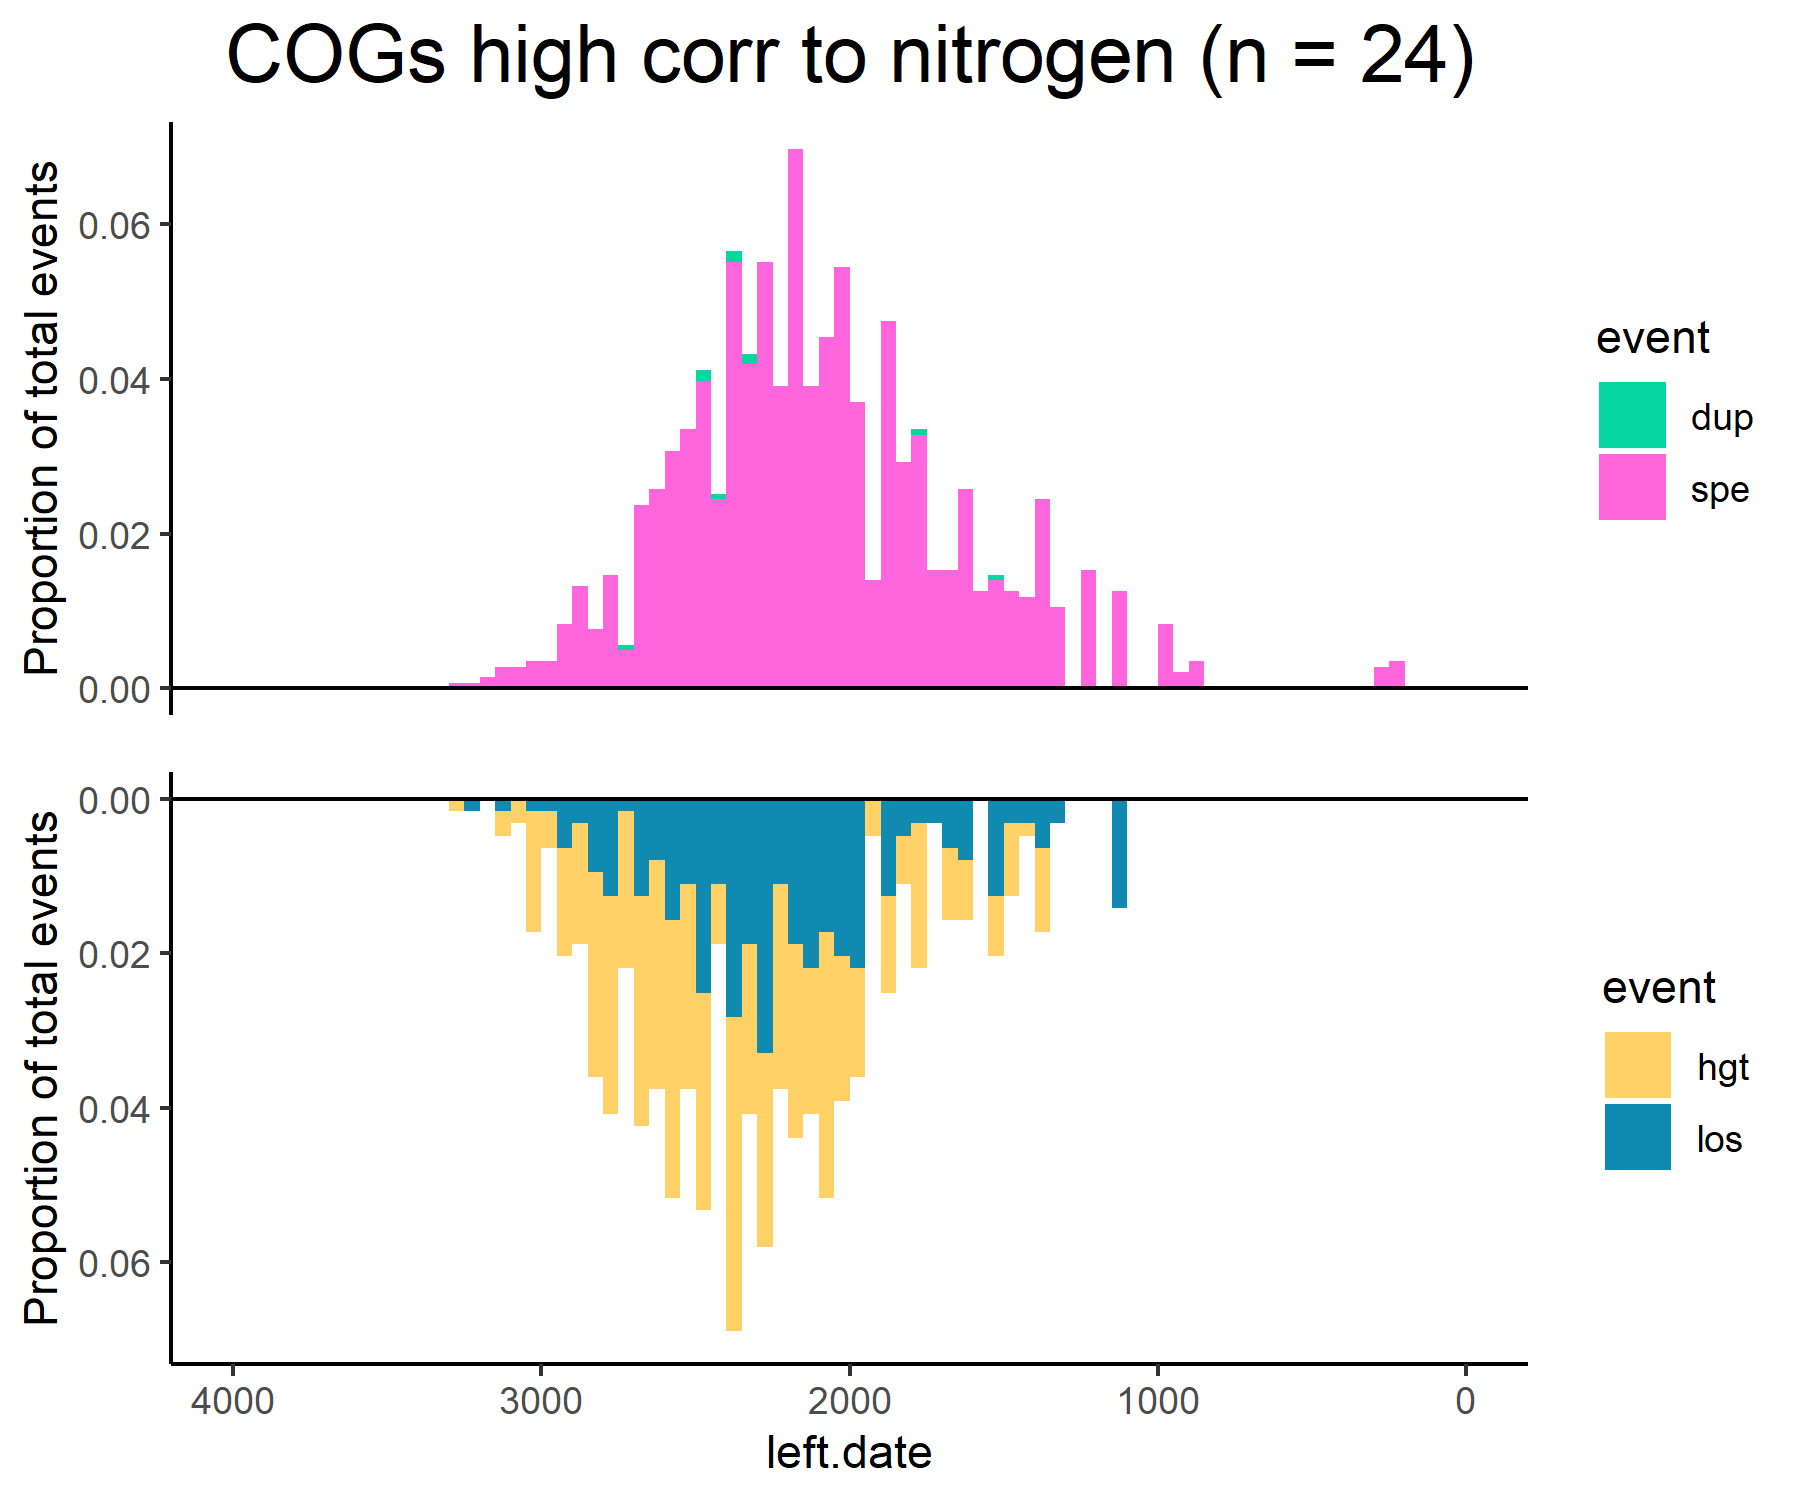 COGs high corr to nitrogen (n = 24)
Proportion of total events
0.06
0.04
0.02
0.00
event
dup
spe
Proportion of total events
0.00
0.02
0.04
0.06
event
hgt
los
4000 3000 2000 1000 0
left.date